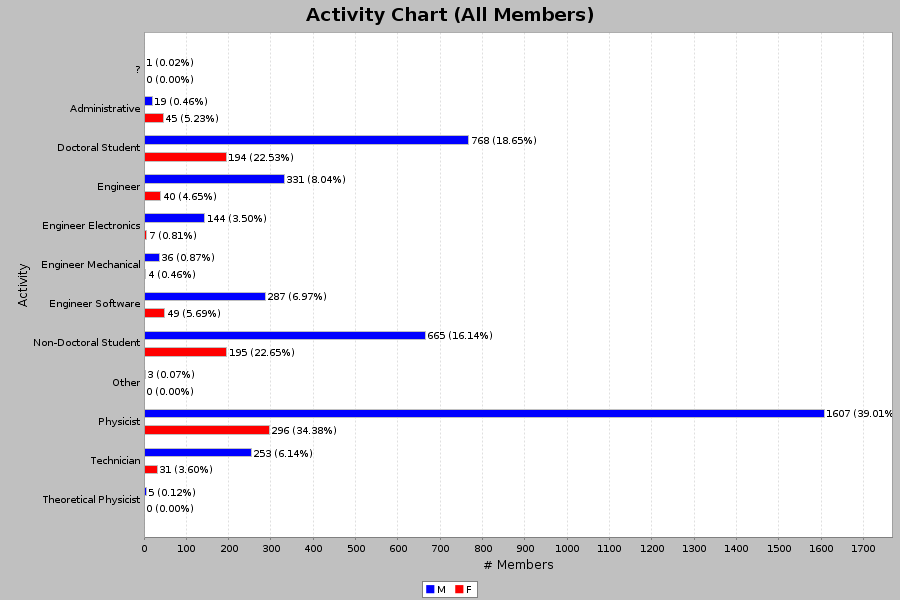 Activity Chart (All Members)
Activity
?
1 (0.02%)
0 (0.00%)
Administrative
19 (0.46%)
45 (5.23%)
Doctoral Student
768 (18.65%)
194 (22.53%)
Engineer
331 (8.04%)
40 (4.65%)
Engineer Electronics
144 (3.50%)
7 (0.81%)
Engineer Mechanical
36 (0.87%)
4 (0.46%)
Engineer Software
287 (6.97%)
49 (5.69%)
Non-Doctoral Student
665 (16.14%)
195 (22.65%)
Other
3 (0.07%)
0 (0.00%)
Physicist
1607 (39.01%
296 (34.38%)
Technician
253 (6.14%)
31 (3.60%)
Theoretical Physicist
5 (0.12%)
0 (0.00%)
0 100 200 300 400 500 600 700 800 900 1000 1100 1200 1300 1400 1500 1600 1700
# Members
M F